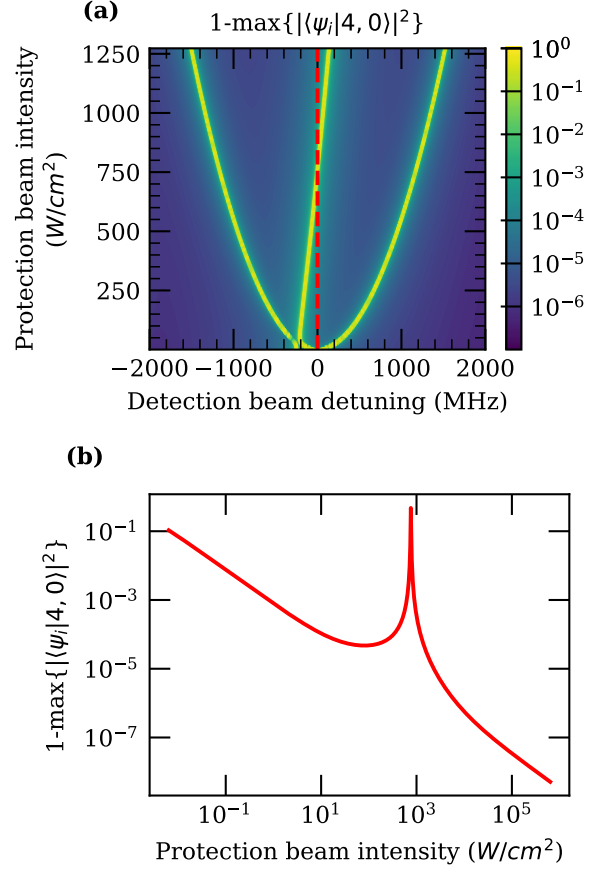 (a)
1-max{|⟨ψᵢ|4, 0⟩|²}
Protection beam intensity
(W/cm²)
1250
1000
750
500
250
−2000 −1000 0 1000 2000
Detection beam detuning (MHz)
10⁰
10⁻¹
10⁻²
10⁻³
10⁻⁴
10⁻⁵
10⁻⁶
(b)
1-max{|⟨ψᵢ|4, 0⟩|²}
10⁻¹
10⁻³
10⁻⁵
10⁻⁷
10⁻¹ 10¹ 10³ 10⁵
Protection beam intensity (W/cm²)